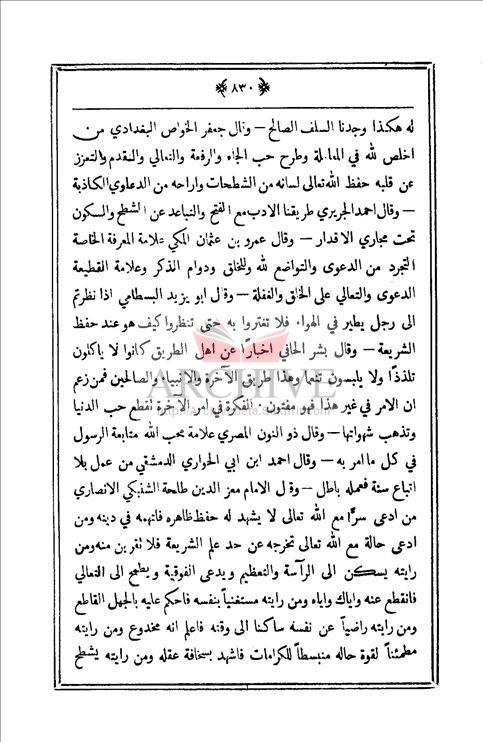 ﴿ ٨٣٠ ﴾
له هكذا وجدنا السلف الصالح — وقال جعفر الخواص البغدادي من
اخلص لله في المعاملة وطرح حب الجاه والرفعة والتعالي والتقدم والتعزز
عن قلبه حفظ الله تعالى لسانه من الشطحات واراحه من الدعاوي الكاذبة
— وقال احمد الجريري طريقنا الادب مع الفتح والتباعد عن الشطح والسكون
تحت مجاري الاقدار — وقال عمرو بن عثمان المكي علامة المعرفة الخاصة
التجرد من الدعوى والتواضع لله وللخلق ودوام الذكر وعلامة القطيعة
الدعوى والتعالي على الخلق والغفلة — وقال ابو يزيد البسطامي اذا نظرتم
الى رجل يطير في الهواء فلا تغتروا به حتى تنظروا كيف هو عند حفظ
الشريعة — وقال بشر الحافي اخبارًا عن اهل الطريق كانوا لا ياكلون
تلذذًا ولا يلبسون تنعما وهذا طريق الآخرة والانبياء والصالحين فمن زعم
ان الامر في غير هذا فهو مفتون . الفكرة في امر الآخرة تقطع حب الدنيا
وتذهب شهواتها — وقال ذو النون المصري علامة محب الله متابعة الرسول
في كل ما امر به — وقال احمد ابن ابي الحواري الدمشقي من عمل بلا
اتباع سنة فعمله باطل — وقال الامام معز الدين طلحة الشنبكي الانصاري
من ادعى سرًّا مع الله تعالى لا يشهد له حفظ ظاهره فاتهمه في دينه ومن
ادعى حالة مع الله تعالى تخرجه عن حد علم الشريعة فلا تقربن منه ومن
رايته يسكن الى الرآسة والتعظيم ويدعى الفوقية ويطمح الى التعالي
فانقطع عنه واياك واياه ومن رايته مستغنياً بنفسه فاحكم عليه بالجهل القاطع
ومن رايته راضياً عن نفسه ساكنا الى وقته فاعلم انه مخدوع ومن رايته
مطمئناً لقوة حاله منبسطاً للكرامات فاشهد بسخافة عقله ومن رايته يشطح
ARCHIVE